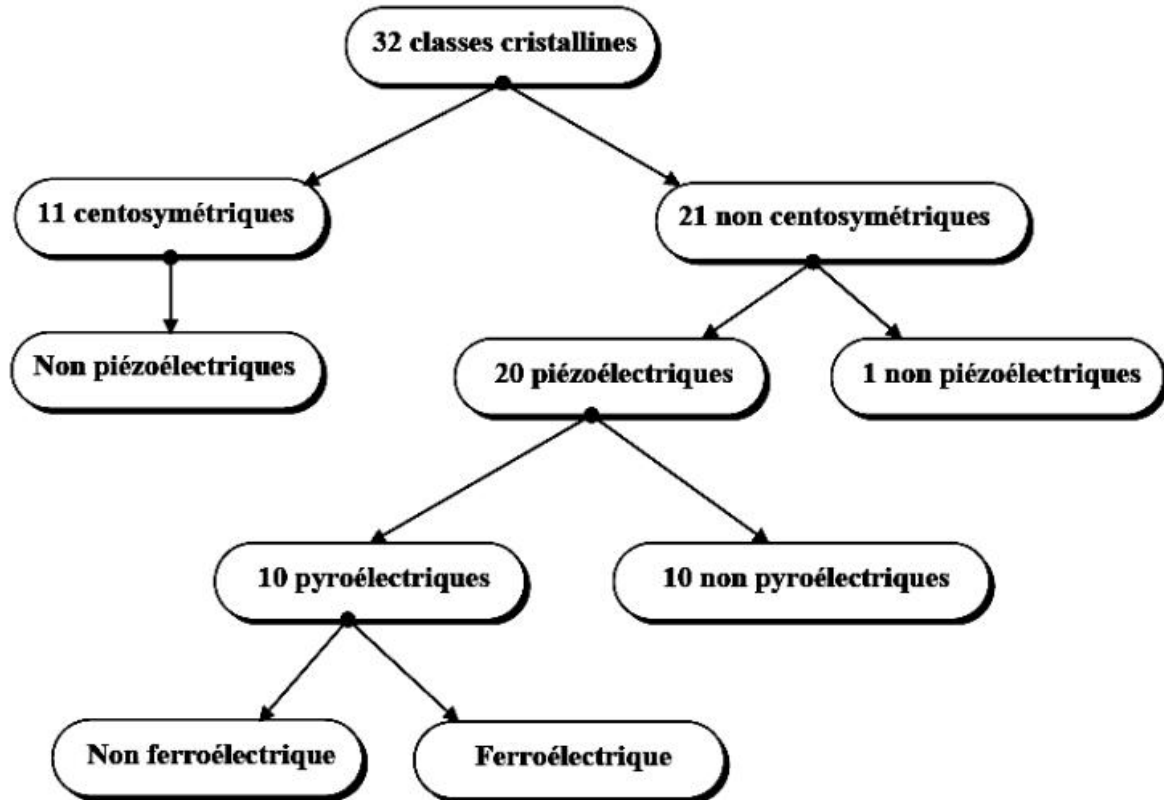 32 classes cristallines
11 centosymétriques
21 non centosymétriques
Non piézoélectriques
20 piézoélectriques
1 non piézoélectriques
10 pyroélectriques
10 non pyroélectriques
Non ferroélectrique
Ferroélectrique